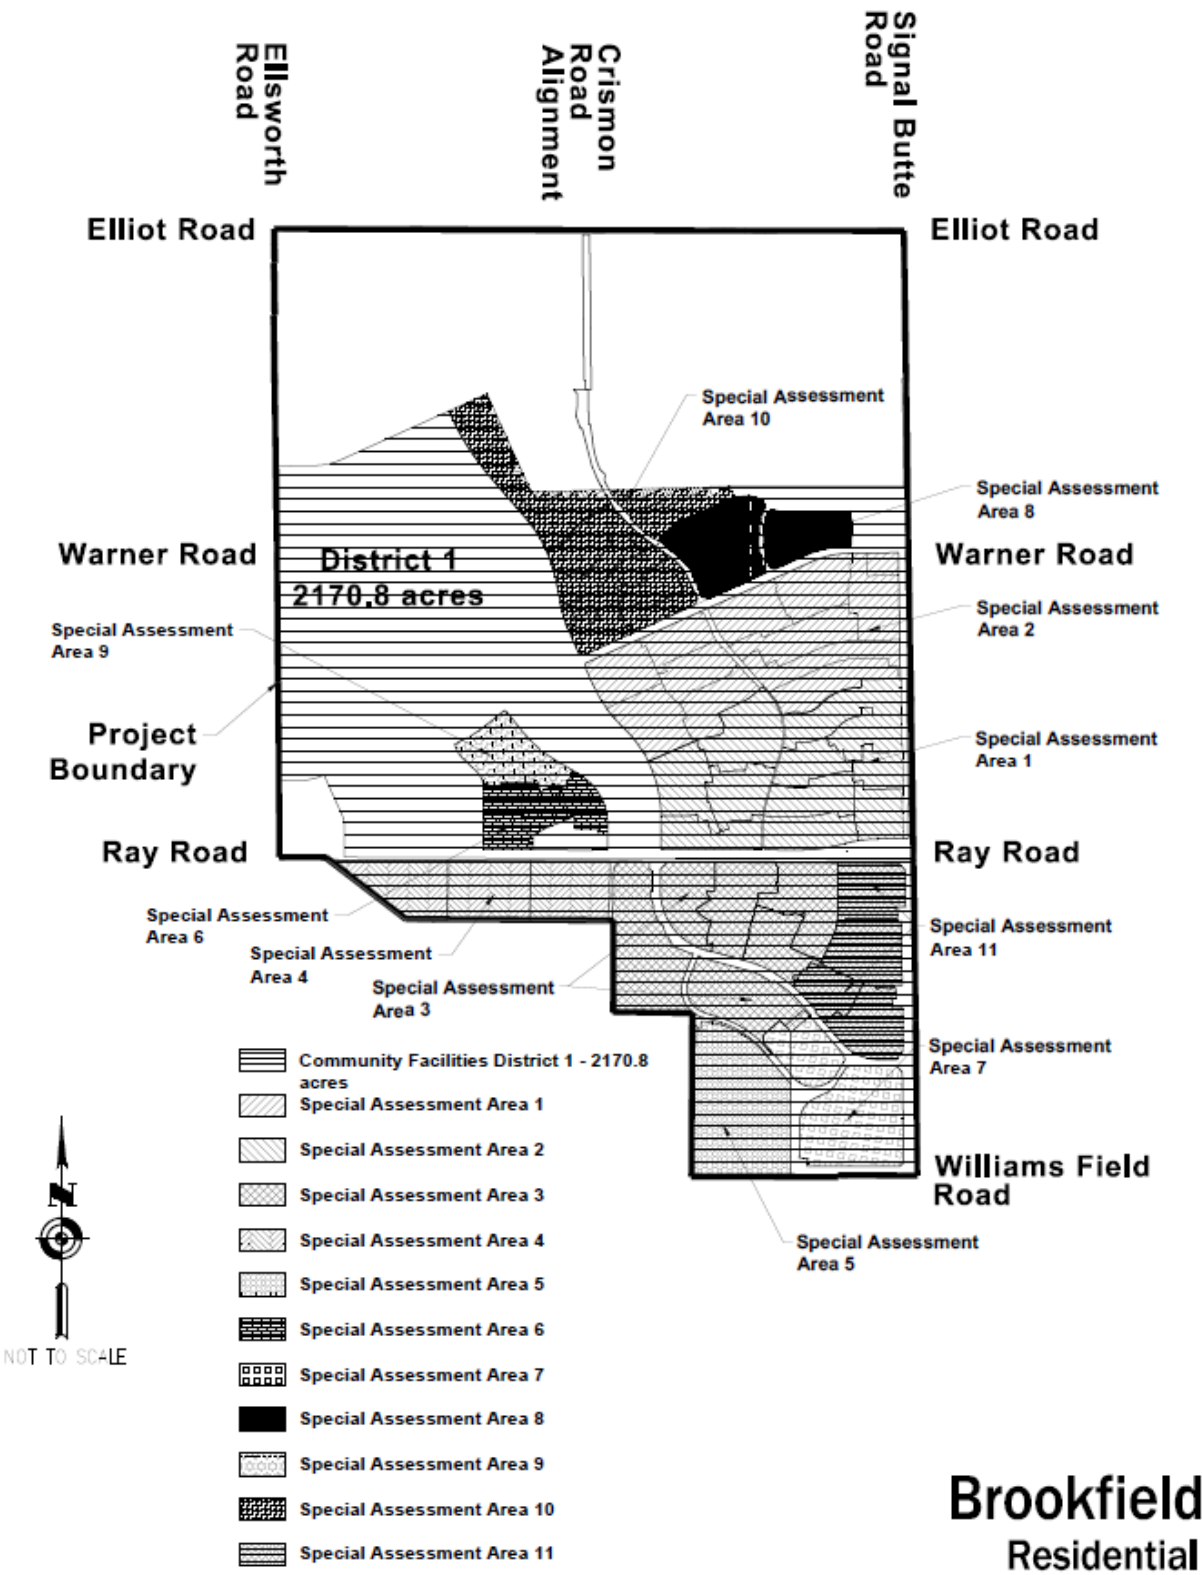 Ellsworth
Road
Crismon
Road
Alignment
Signal Butte
Road
Elliot Road
Elliot Road
Special Assessment
Area 10
Special Assessment
Area 8
Warner Road
Warner Road
District 1
2170.8 acres
Special Assessment
Area 2
Special Assessment
Area 9
Project
Boundary
Special Assessment
Area 1
Ray Road
Ray Road
Special Assessment
Area 6
Special Assessment
Area 11
Special Assessment
Area 4
Special Assessment
Area 3
Special Assessment
Area 7
Community Facilities District 1 - 2170.8
acres
Special Assessment Area 1
Special Assessment Area 2
Special Assessment Area 3
Special Assessment Area 4
Special Assessment Area 5
Special Assessment Area 6
Special Assessment Area 7
Special Assessment Area 8
Special Assessment Area 9
Special Assessment Area 10
Special Assessment Area 11
Williams Field
Road
Special Assessment
Area 5
N
NOT TO SCALE
Brookfield
Residential